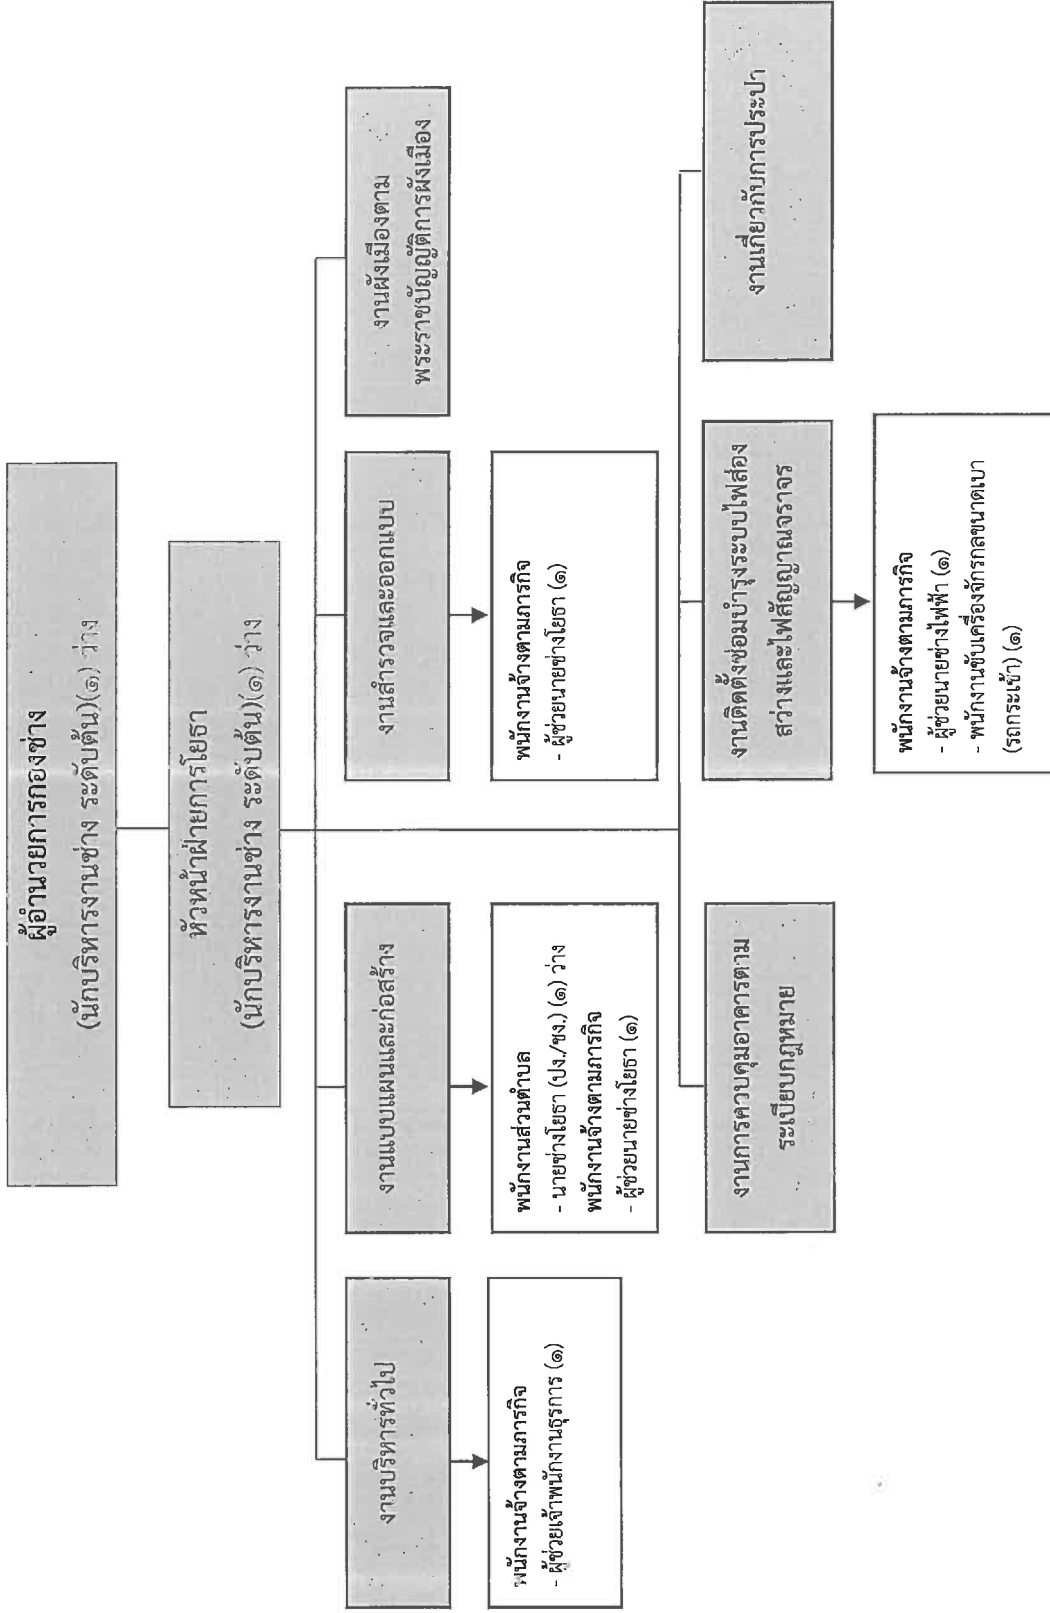 ผู้อำนวยการกองช่าง
(นักบริหารงานช่าง ระดับต้น)(๑) ว่าง
หัวหน้าฝ่ายการโยธา
(นักบริหารงานช่าง ระดับต้น)(๑) ว่าง
งานบริหารทั่วไป
งานแบบแผนและก่อสร้าง
งานสำรวจและออกแบบ
งานผังเมืองตาม
พระราชบัญญัติการผังเมือง
พนักงานจ้างตามภารกิจ
- ผู้ช่วยเจ้าพนักงานธุรการ (๑)
พนักงานส่วนตำบล
- นายช่างโยธา (ปง./ชง.) (๑) ว่าง
พนักงานจ้างตามภารกิจ
- ผู้ช่วยนายช่างโยธา (๑)
พนักงานจ้างตามภารกิจ
- ผู้ช่วยนายช่างโยธา (๑)
งานการควบคุมอาคารตาม
ระเบียบกฎหมาย
งานติดตั้งซ่อมบำรุงระบบไฟส่อง
สว่างและไฟสัญญาณจราจร
งานเกี่ยวกับการประปา
พนักงานจ้างตามภารกิจ
- ผู้ช่วยนายช่างไฟฟ้า (๑)
- พนักงานขับเครื่องจักรกลขนาดเบา
(รถกระเช้า) (๑)